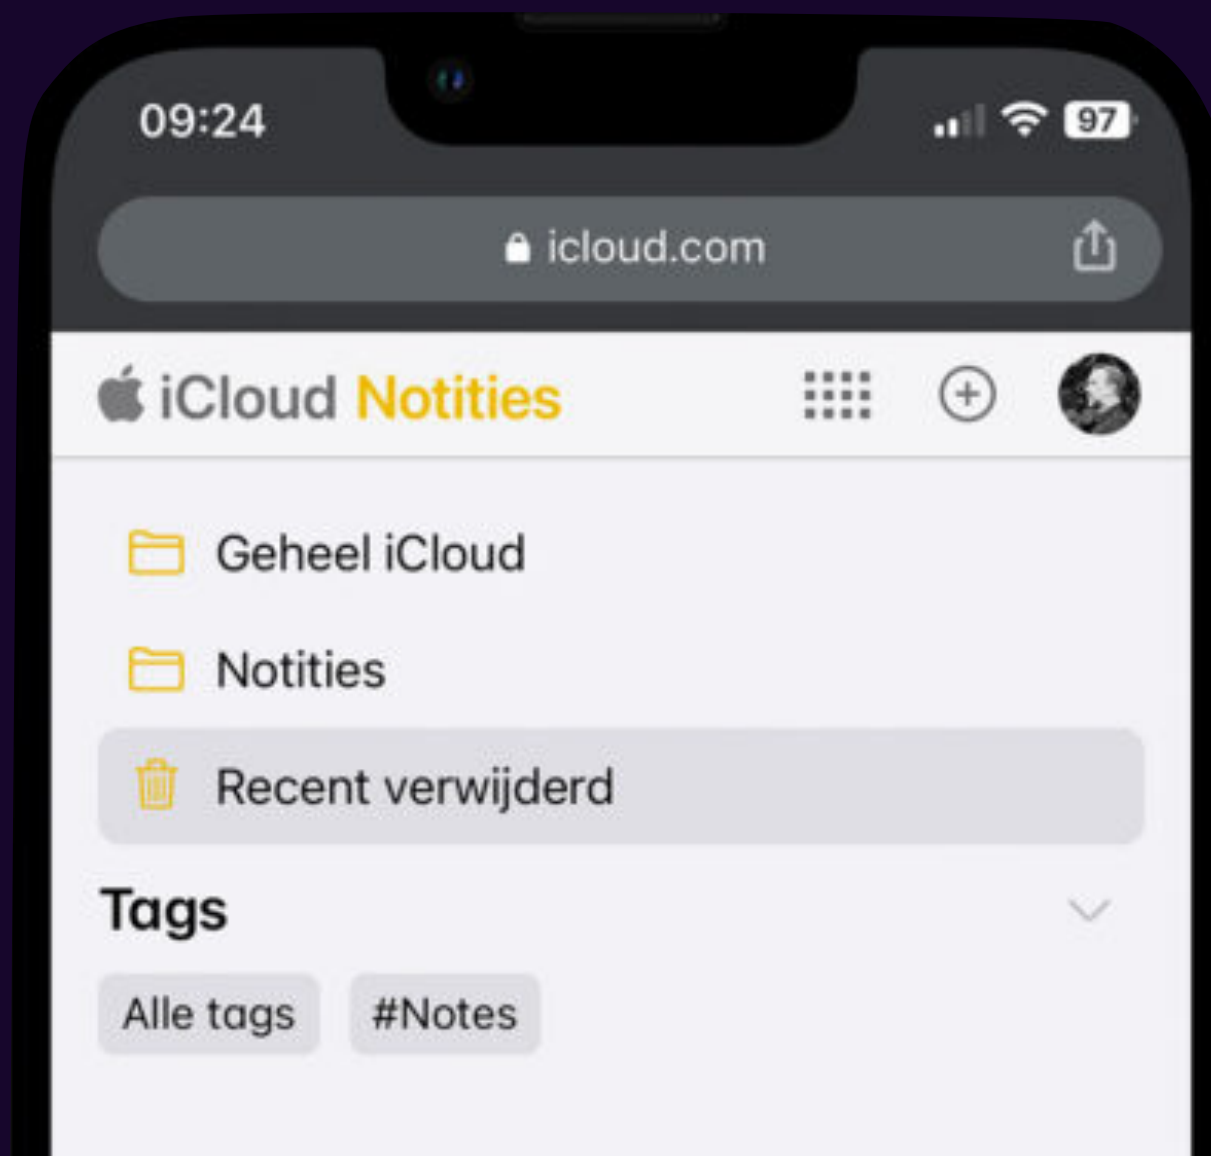 09:24
97
icloud.com
iCloud Notities
Geheel iCloud
Notities
Recent verwijderd
Tags
Alle tags #Notes